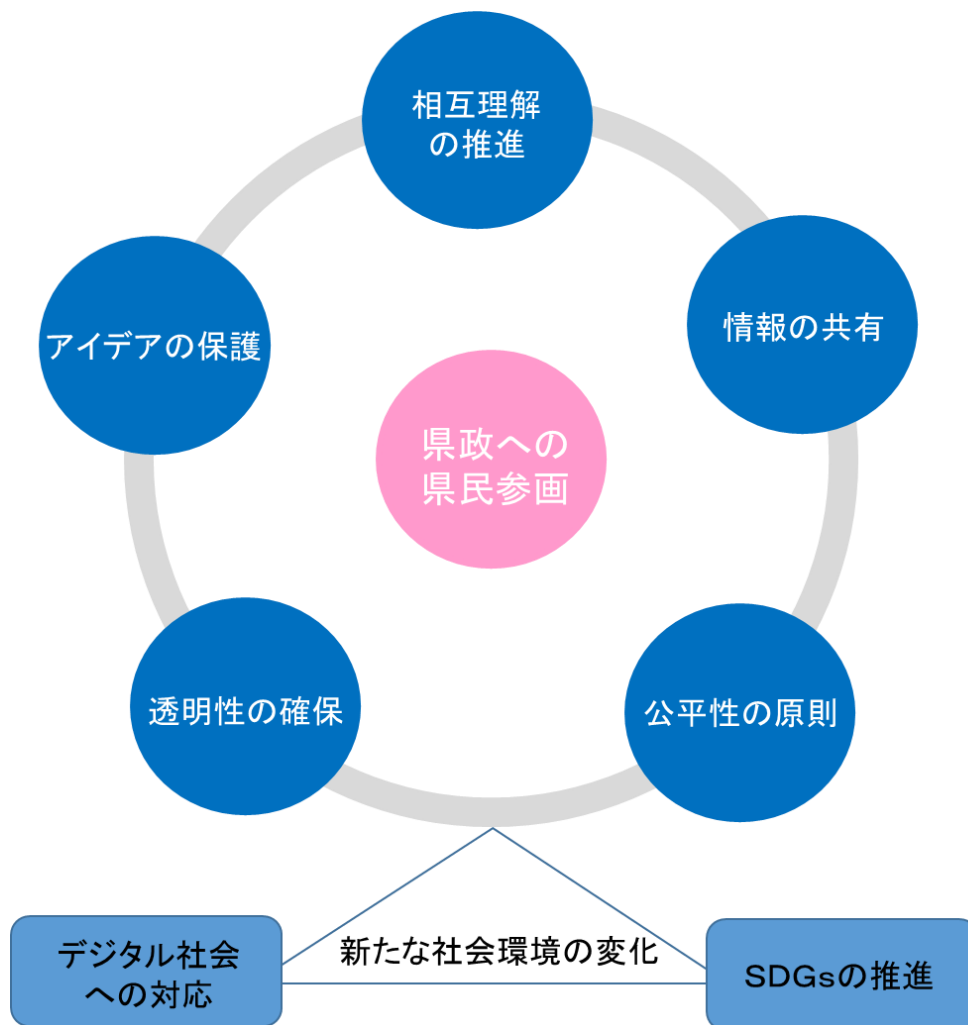 相互理解
の推進
情報の共有
アイデアの保護
県政への
県民参画
透明性の確保
公平性の原則
新たな社会環境の変化
デジタル社会
への対応
SDGsの推進